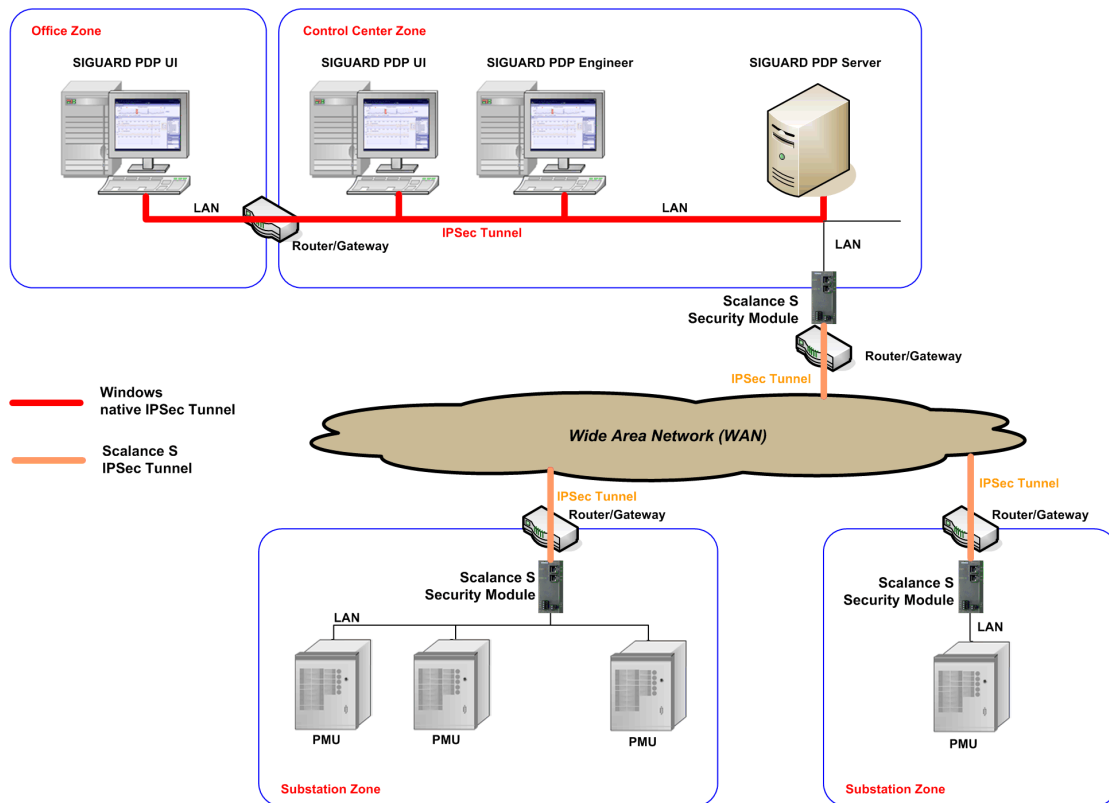 Office Zone
Control Center Zone
SIGUARD PDP UI
SIGUARD PDP UI
SIGUARD PDP Engineer
SIGUARD PDP Server
LAN
LAN
IPSec Tunnel
Router/Gateway
LAN
Scalance S
Security Module
Router/Gateway
IPSec Tunnel
Windows
native IPSec Tunnel
Scalance S
IPSec Tunnel
Wide Area Network (WAN)
IPSec Tunnel
Router/Gateway
IPSec Tunnel
Router/Gateway
Scalance S
Security Module
Scalance S
Security Module
LAN
LAN
PMU
PMU
PMU
PMU
Substation Zone
Substation Zone